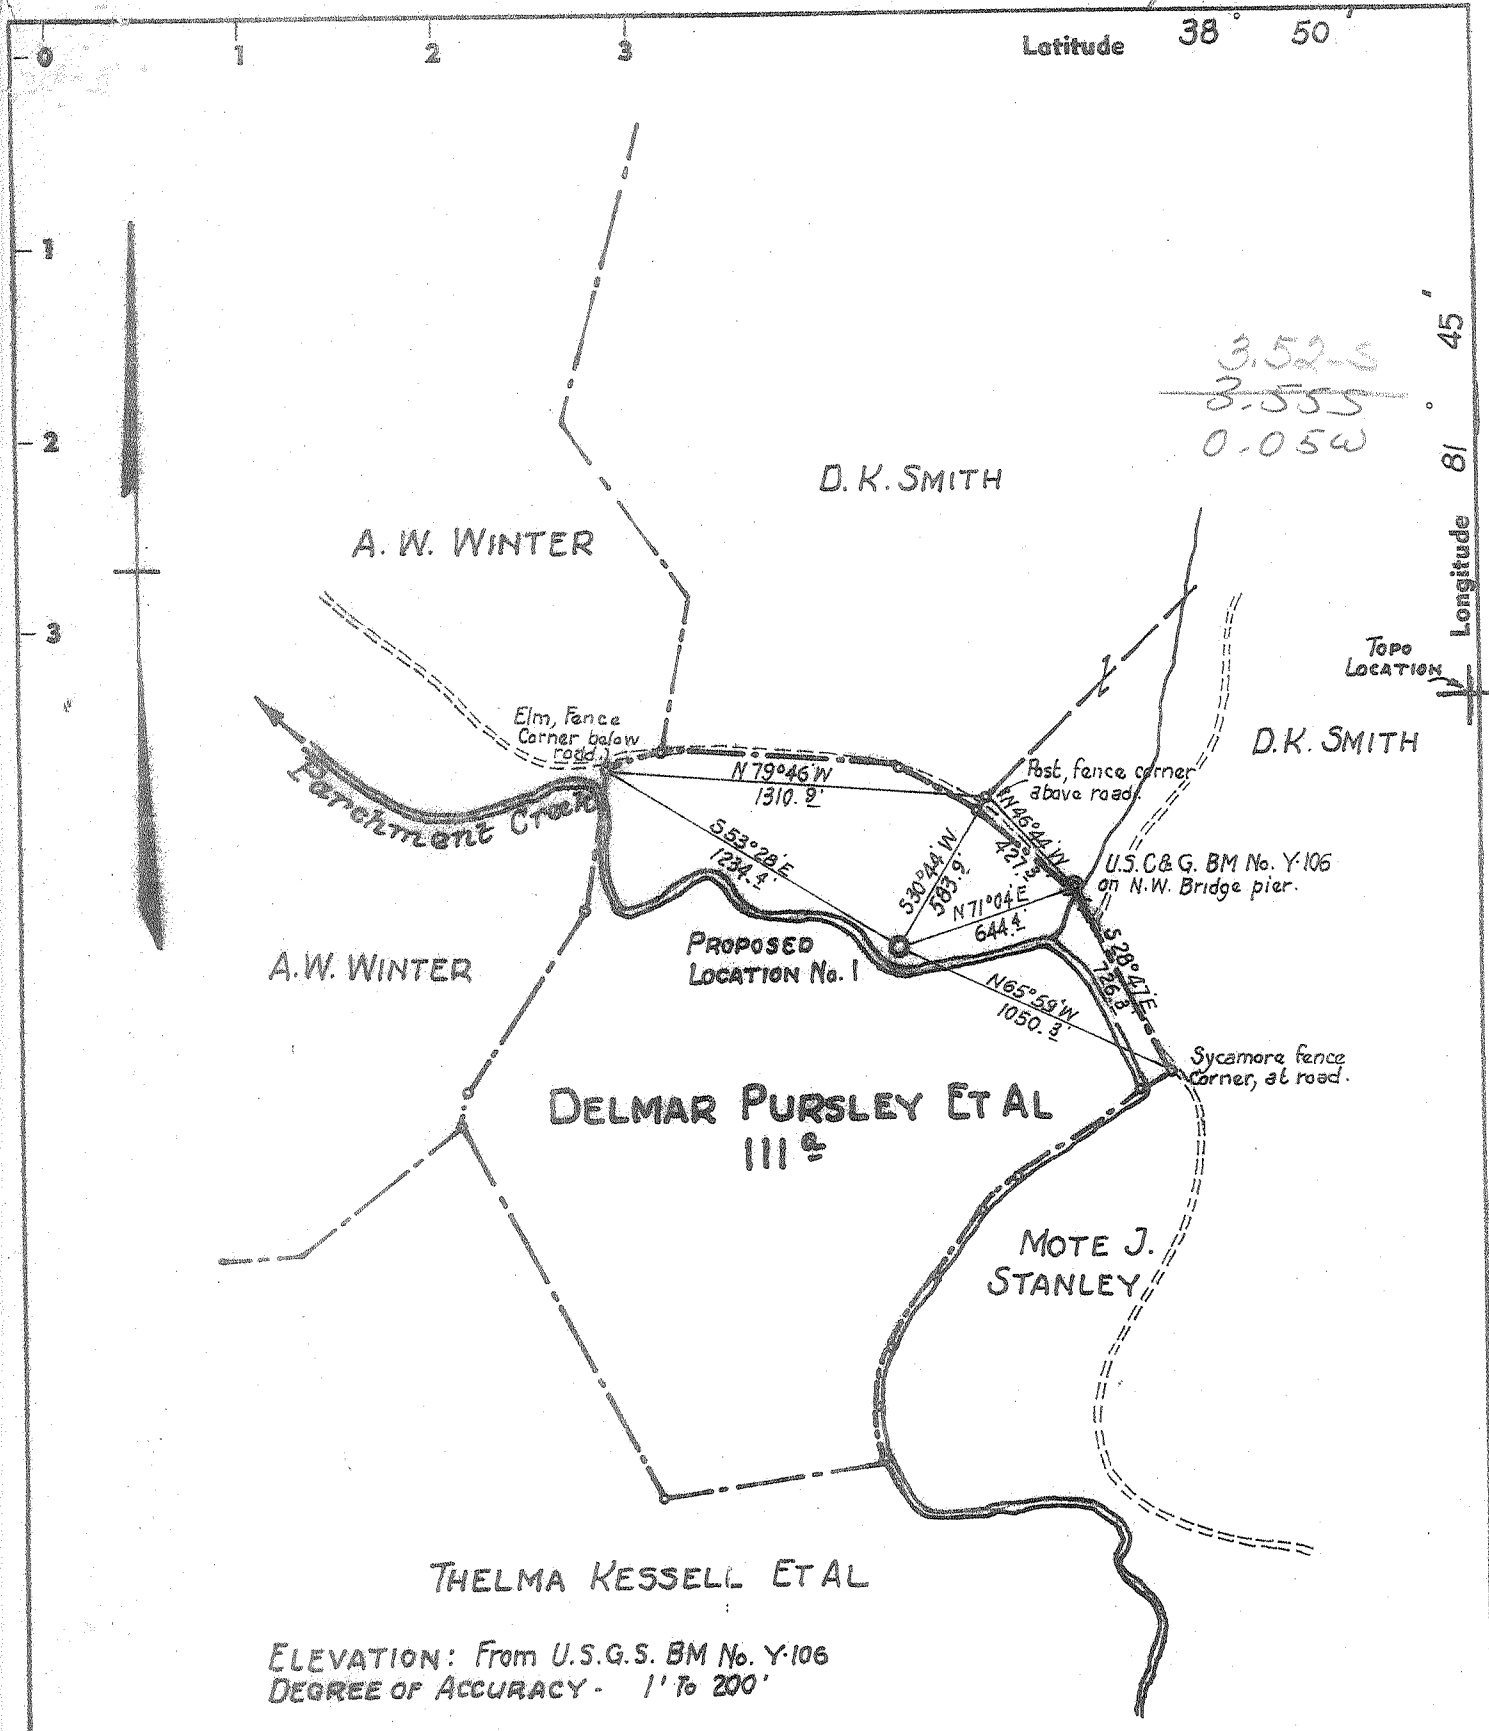 0
1
2
3
Latitude 38° 50'
1
2
3
Longitude 81° 45'
3.52-S
3.55S
0.05W
D.K. SMITH
A. W. WINTER
TOPO
LOCATION
D.K. SMITH
Elm, Fence
Corner below
road.
Post, fence corner
above road.
Parchment Creek
N 79°46'W
1310.9'
N46°44'W
427.3'
S53°28'E
1234.4'
S30°44'W
583.9'
U.S.C&G. BM No. Y-106
on N.W. Bridge pier.
N71°04'E
644.4'
S28°47'E
726.8'
PROPOSED
LOCATION No. 1
A.W. WINTER
N65°59'W
1050.3'
Sycamore fence
Corner, at road.
DELMAR PURSLEY ET AL
111 a
MOTE J.
STANLEY
THELMA KESSELL ET AL
ELEVATION: From U.S.G.S. BM No. Y-106
DEGREE OF ACCURACY - 1' To 200'